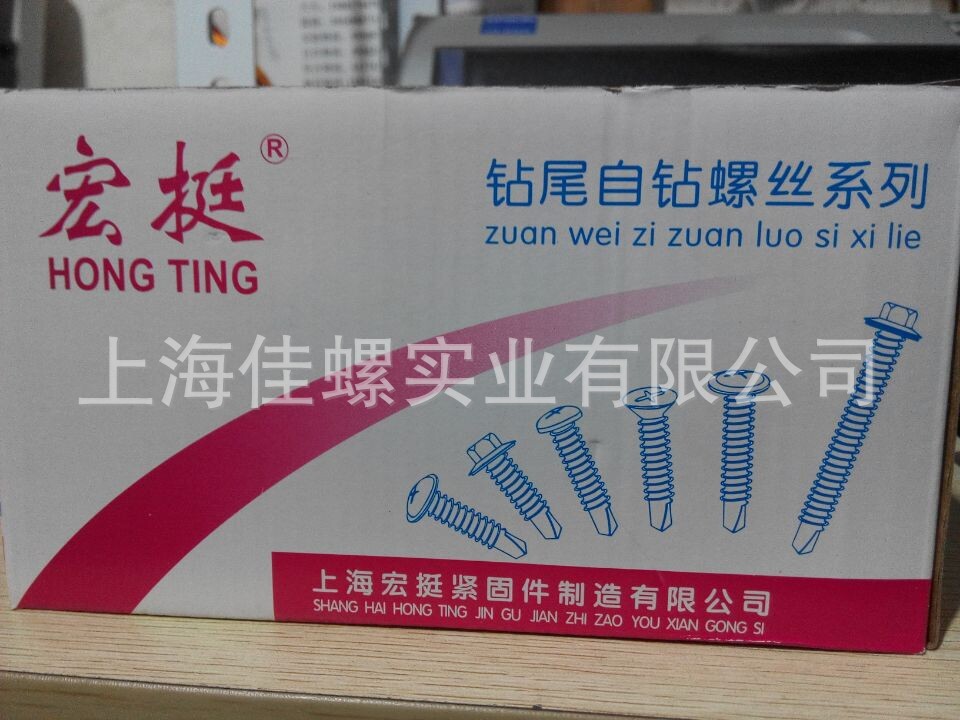 宏挺®
HONG TING
钻尾自钻螺丝系列
zuan wei zi zuan luo si xi lie
上海佳螺实业有限公司
上海宏挺紧固件制造有限公司
SHANG HAI HONG TING JIN GU JIAN ZHI ZAO YOU XIAN GONG SI